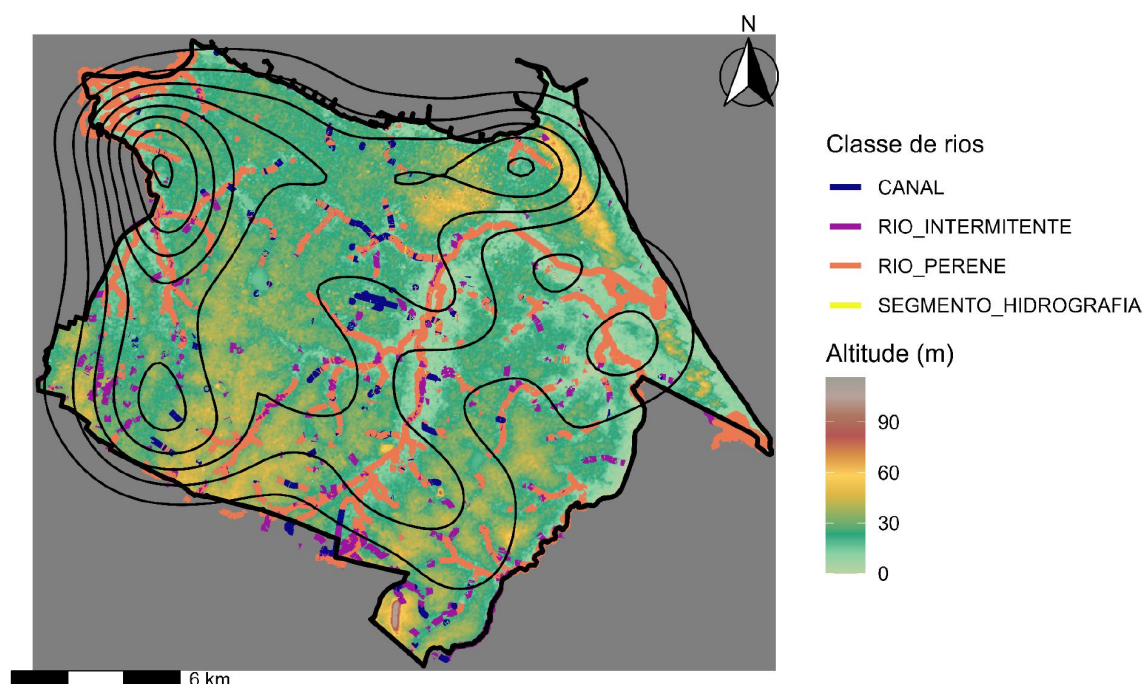 N
Classe de rios
CANAL
RIO_INTERMITENTE
RIO_PERENE
SEGMENTO_HIDROGRAFIA
Altitude (m)
90
60
30
0
6 km